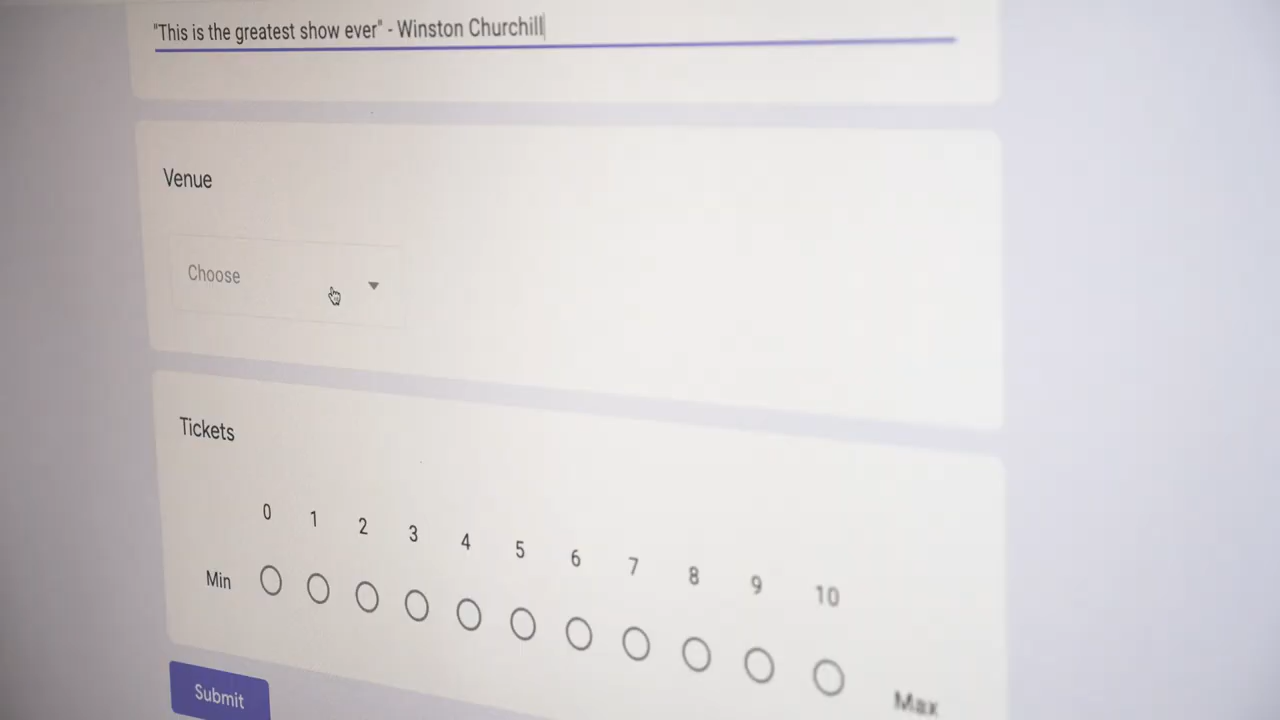 "This is the greatest show ever" - Winston Churchill
Venue
Choose
Tickets
0 1 2 3 4 5 6 7 8 9 10
Min Max
Submit